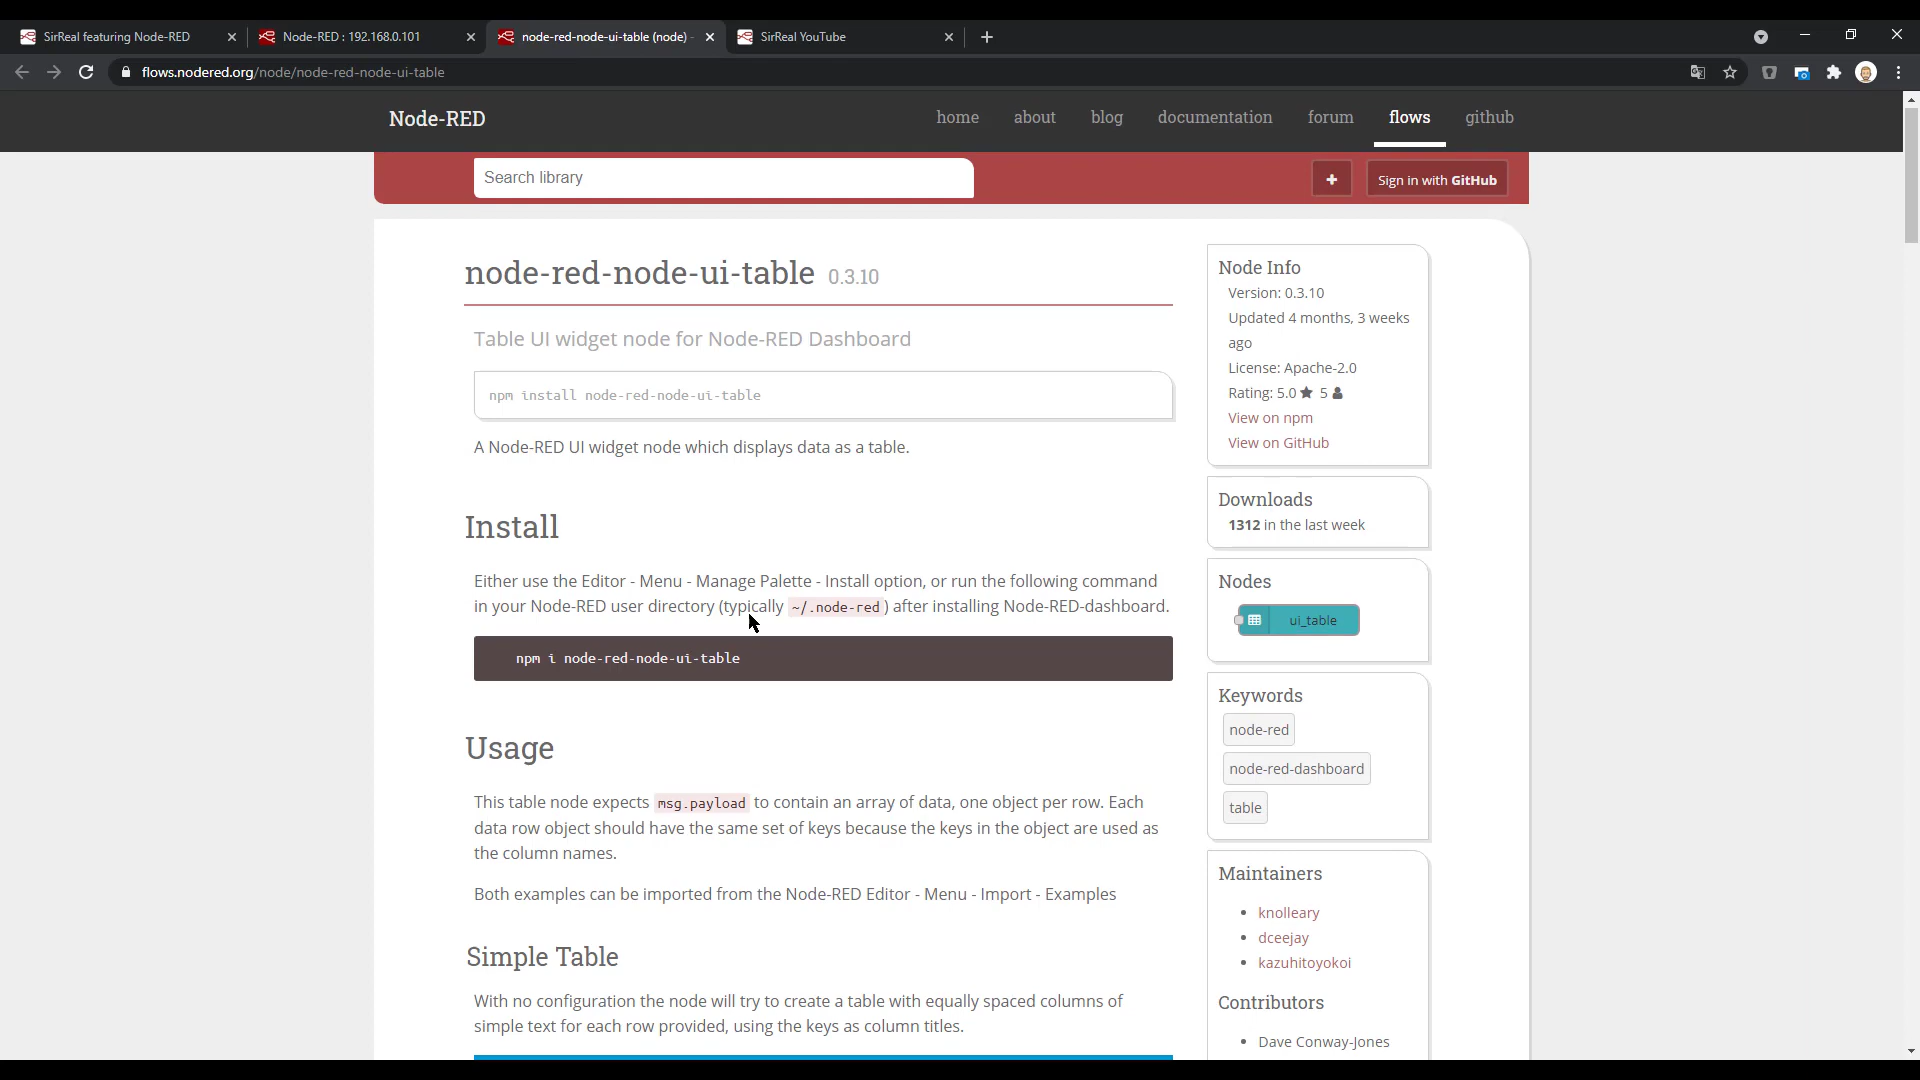 SirReal featuring Node-RED
Node-RED : 192.168.0.101
node-red-node-ui-table (node) -
SirReal YouTube
flows.nodered.org/node/node-red-node-ui-table
Node-RED
home about blog documentation forum flows github
Search library
Sign in with GitHub
node-red-node-ui-table 0.3.10
Table UI widget node for Node-RED Dashboard
npm install node-red-node-ui-table
A Node-RED UI widget node which displays data as a table.
Install
Either use the Editor - Menu - Manage Palette - Install option, or run the following command
in your Node-RED user directory (typically ~/.node-red) after installing Node-RED-dashboard.
npm i node-red-node-ui-table
Usage
This table node expects msg.payload to contain an array of data, one object per row. Each
data row object should have the same set of keys because the keys in the object are used as
the column names.
Both examples can be imported from the Node-RED Editor - Menu - Import - Examples
Simple Table
With no configuration the node will try to create a table with equally spaced columns of
simple text for each row provided, using the keys as column titles.
Node Info
Version: 0.3.10
Updated 4 months, 3 weeks
ago
License: Apache-2.0
Rating: 5.0 ★ 5
View on npm
View on GitHub
Downloads
1312 in the last week
Nodes
ui_table
Keywords
node-red
node-red-dashboard
table
Maintainers
• knolleary
• dceejay
• kazuhitoyokoi
Contributors
• Dave Conway-Jones